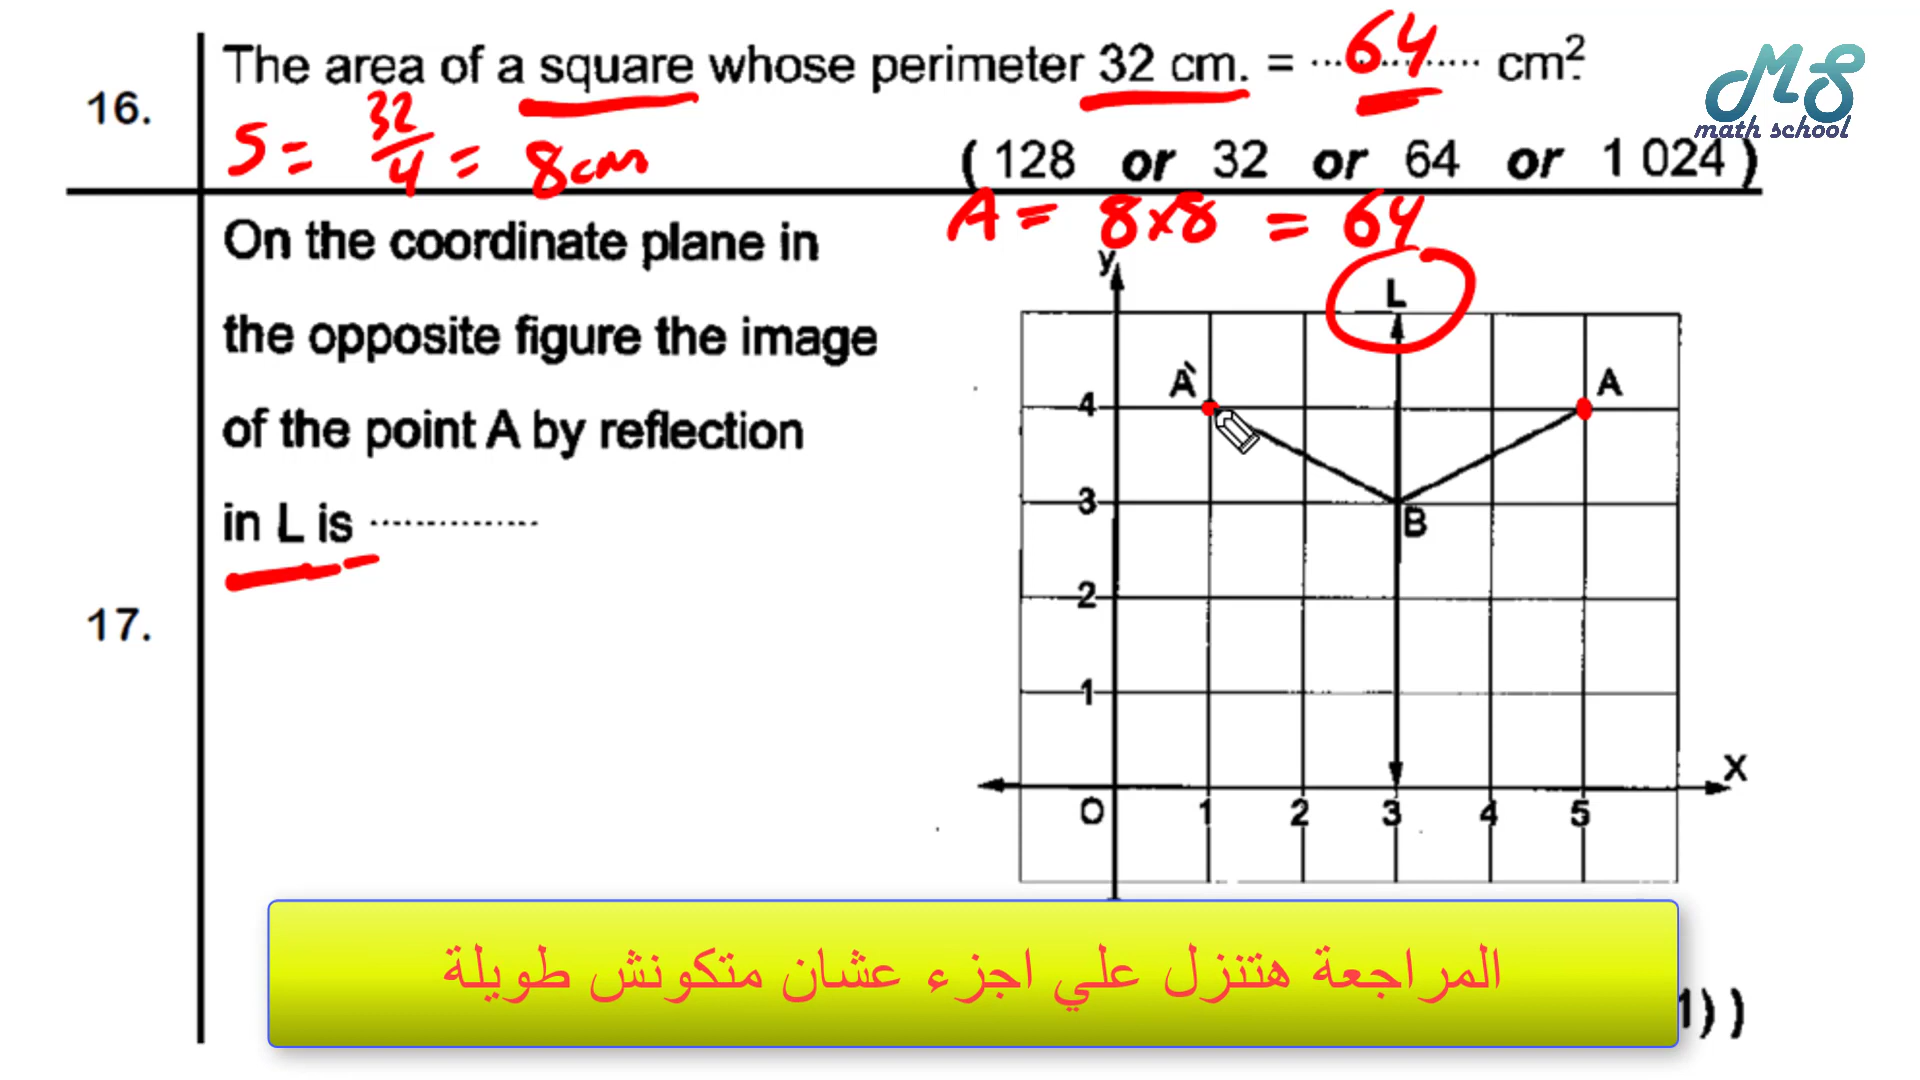 The area of a square whose perimeter 32 cm. = ...64... cm².
16.
S = 32/4 = 8cm
( 128 or 32 or 64 or 1 024 )
A = 8×8 = 64
On the coordinate plane in
the opposite figure the image
of the point A by reflection
in L is ..................
17.
y
L
A` A
4
3
B
2
1
X
O 1 2 3 4 5
1) )
المراجعة هتنزل علي اجزء عشان متكونش طويلة
MS
math school